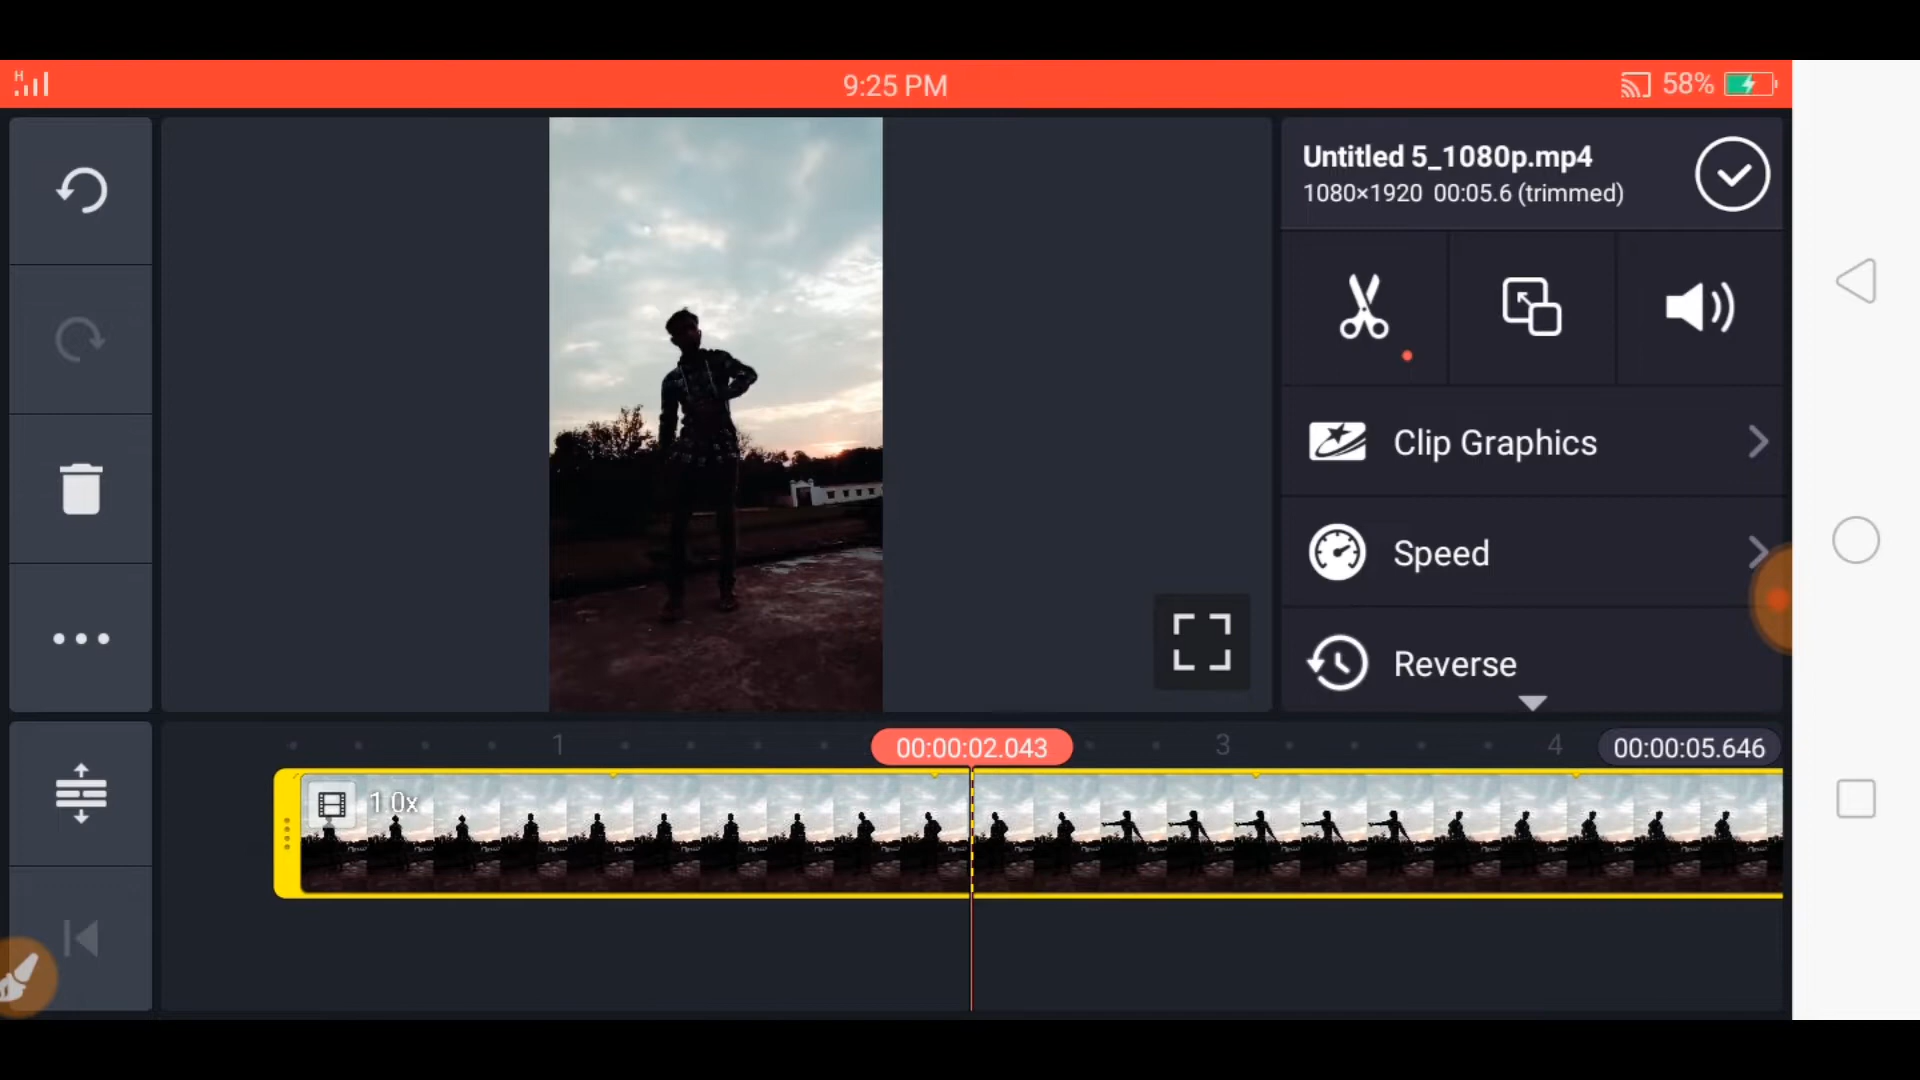 H
9:25 PM
58%
Untitled 5_1080p.mp4
1080×1920 00:05.6 (trimmed)
Clip Graphics
Speed
Reverse
1
00:00:02.043
3
4
00:00:05.646
1.0x